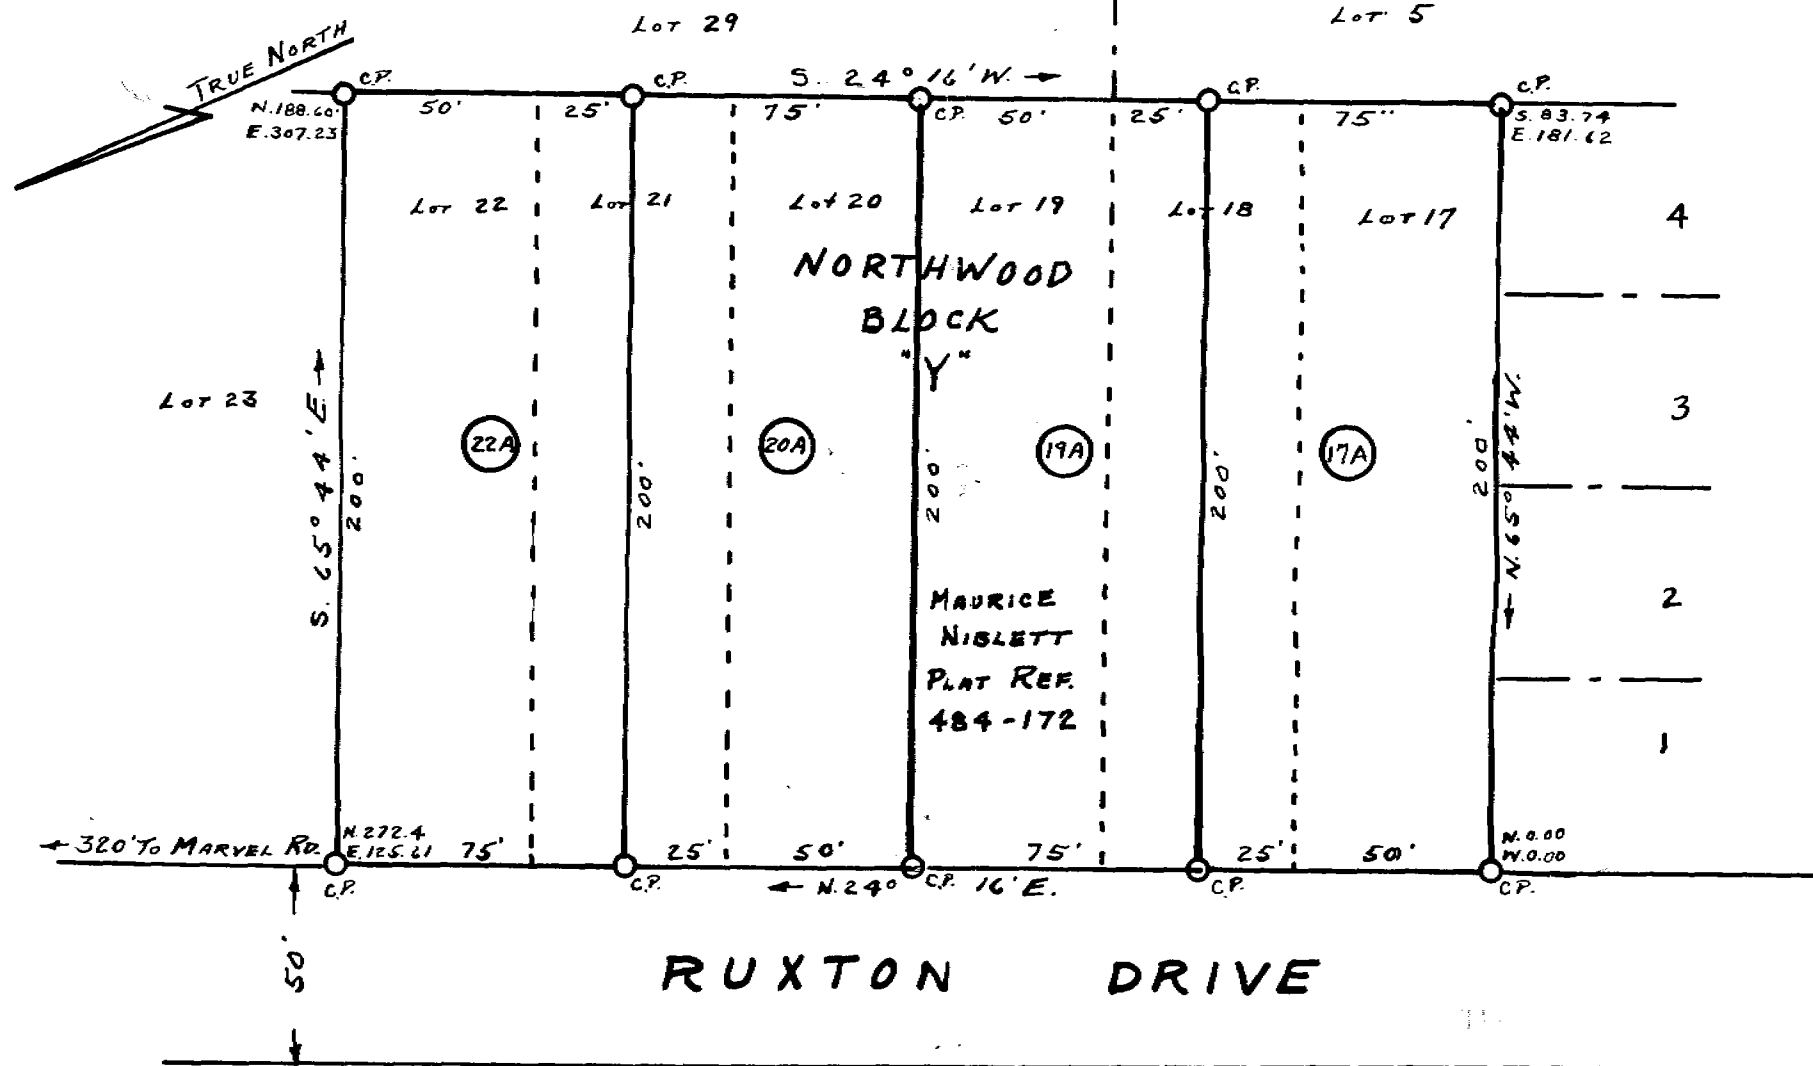 Lot 29
Lot 5
TRUE NORTH
C.P.
C.P.
S. 24° 16' W. →
C.P.
C.P.
N.188.60'
E.307.23
50'
25'
75'
C.P.
50'
25'
75"
S. 83.74
E.181.62
Lot 22
Lot 21
Lot 20
Lot 19
Lot 18
Lot 17
4
NORTHWOOD
BLOCK
"Y"
Lot 23
S. 65° 44' E →
200'
22A
200'
20A
200'
19A
200'
17A
200'
← N. 65° 44' W.
3
2
1
MAURICE
NIBLETT
PLAT REF.
484-172
← 320' TO MARVEL RD.
N.272.4
E.125.61
75'
25'
50'
75'
25'
50'
N.0.00
W.0.00
C.P.
C.P.
← N.24°
C.P.
16' E.
C.P.
C.P.
50'
RUXTON DRIVE